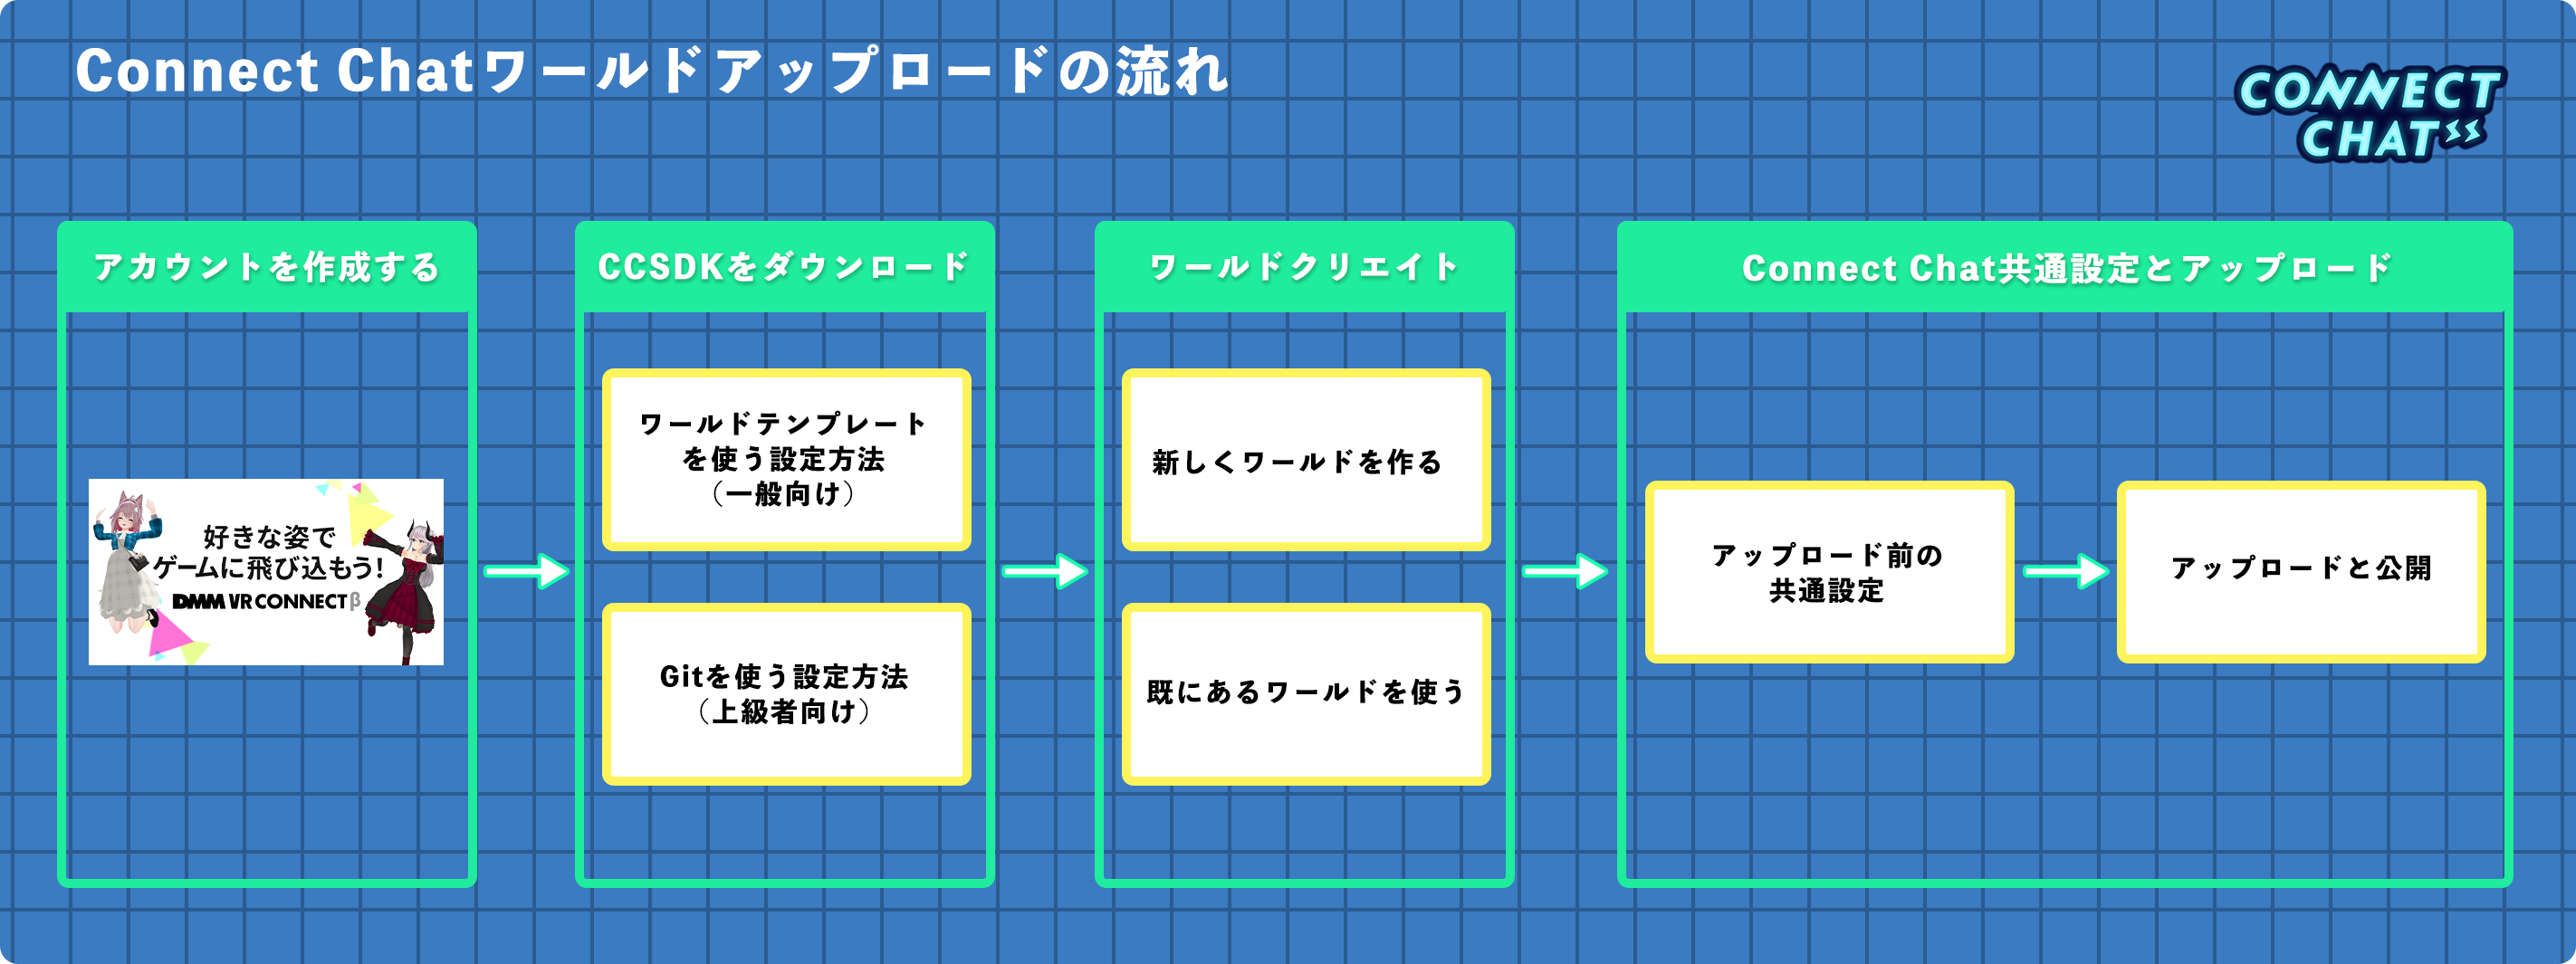 Connect Chatワールドアップロードの流れ
CONNECT
CHAT
アカウントを作成する
好きな姿で
ゲームに飛び込もう!
DMM VR CONNECT β
CCSDKをダウンロード
ワールドテンプレート
を使う設定方法
（一般向け）
Gitを使う設定方法
（上級者向け）
ワールドクリエイト
新しくワールドを作る
既にあるワールドを使う
Connect Chat共通設定とアップロード
アップロード前の
共通設定
アップロードと公開